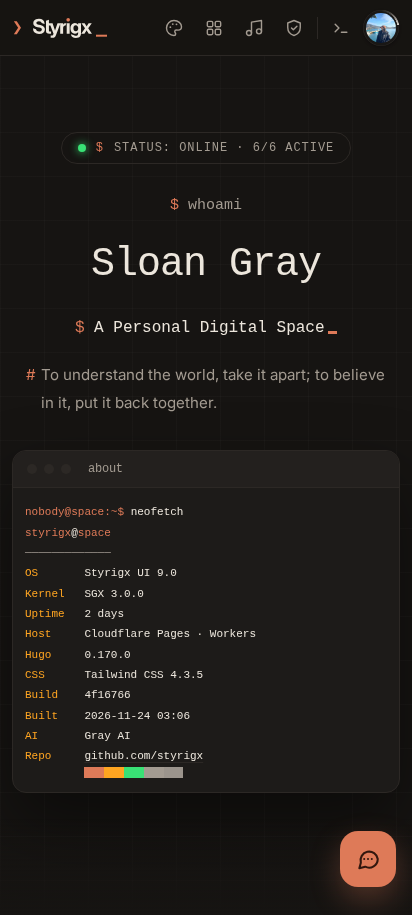 ❯ Styrigx _
$ STATUS: ONLINE · 6/6 ACTIVE
$ whoami
Sloan Gray
$ A Personal Digital Space
# To understand the world, take it apart; to believe
in it, put it back together.
about
nobody@space:~$ neofetch
styrigx@space
─────────────
OS Styrigx UI 9.0
Kernel SGX 3.0.0
Uptime 2 days
Host Cloudflare Pages · Workers
Hugo 0.170.0
CSS Tailwind CSS 4.3.5
Build 4f16766
Built 2026-11-24 03:06
AI Gray AI
Repo github.com/styrigx